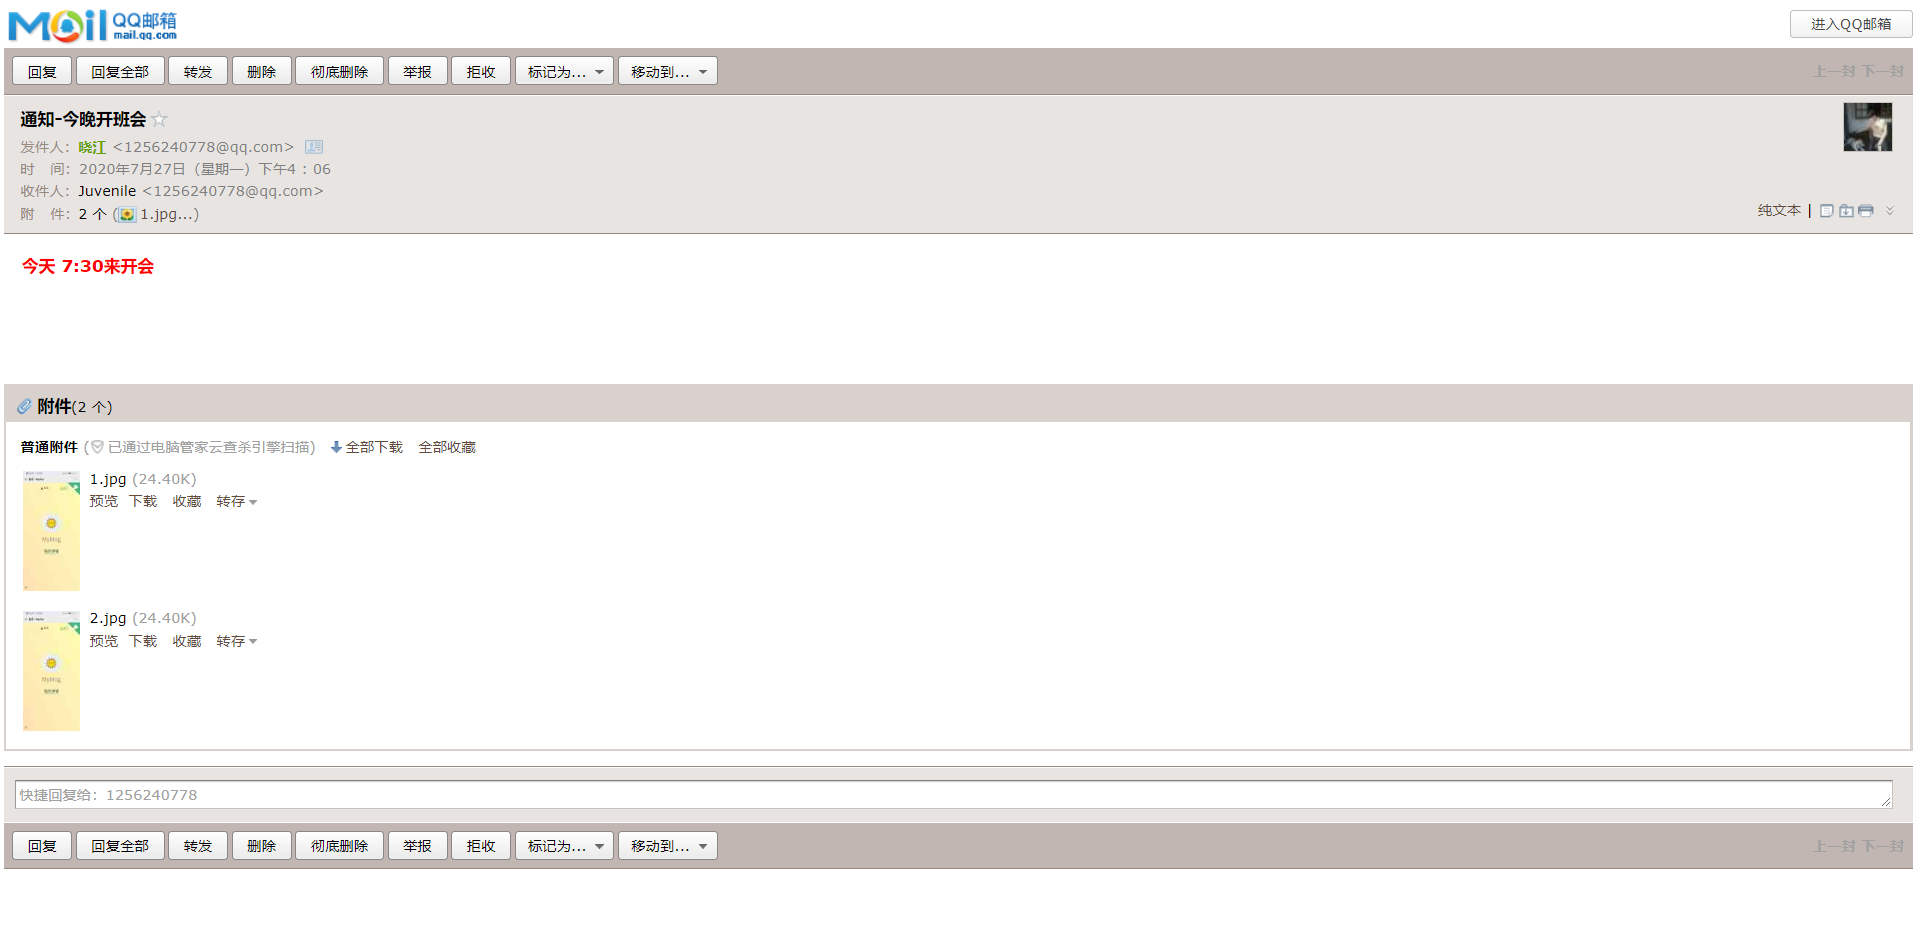 Mail QQ邮箱 mail.qq.com
进入QQ邮箱
回复 回复全部 转发 删除 彻底删除 举报 拒收 标记为... 移动到... 上一封 下一封
通知-今晚开班会
发件人：晓江 <1256240778@qq.com>
时 间：2020年7月27日（星期一）下午4：06
收件人：Juvenile <1256240778@qq.com>
附 件：2 个 (1.jpg...)
纯文本 |
今天 7:30来开会
附件(2 个)
普通附件 (已通过电脑管家云查杀引擎扫描) 全部下载 全部收藏
1.jpg (24.40K)
预览 下载 收藏 转存
MyBlog
2.jpg (24.40K)
预览 下载 收藏 转存
MyBlog
快捷回复给：1256240778
回复 回复全部 转发 删除 彻底删除 举报 拒收 标记为... 移动到... 上一封 下一封